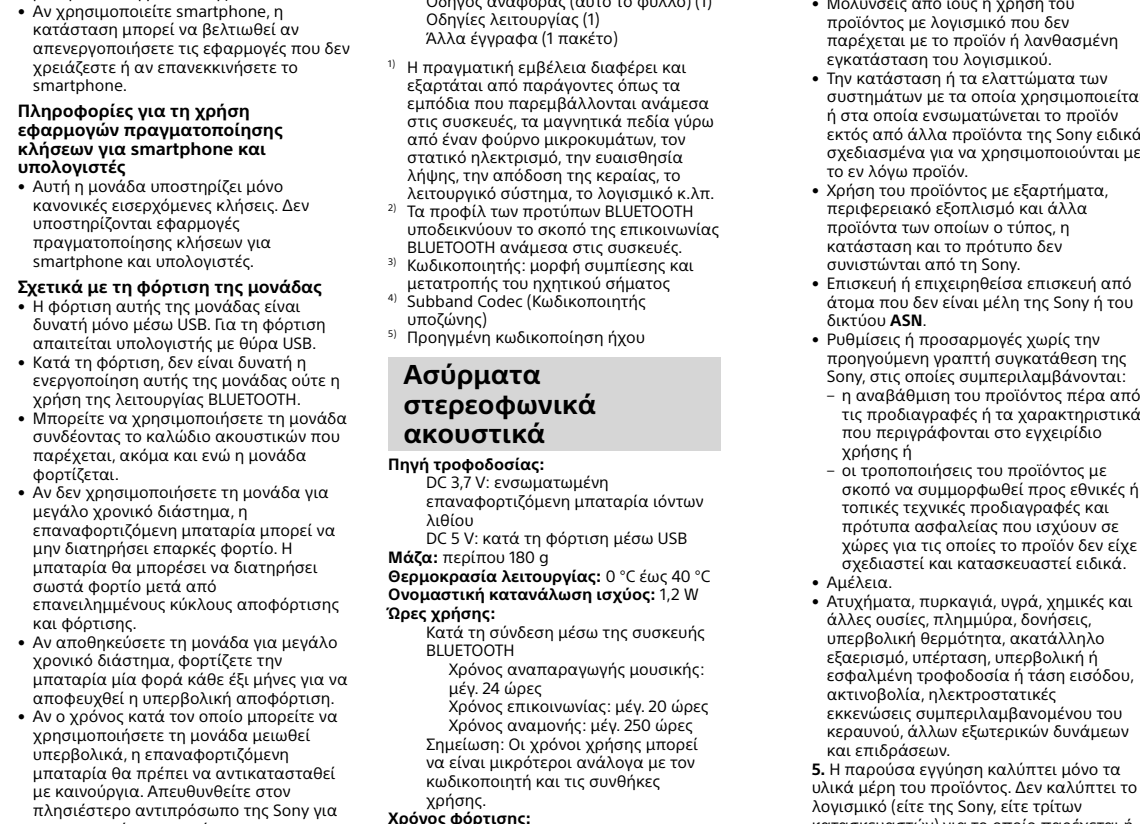 • Αν χρησιμοποιείτε smartphone, η
κατάσταση μπορεί να βελτιωθεί αν
απενεργοποιήσετε τις εφαρμογές που δεν
χρειάζεστε ή αν επανεκκινήσετε το
smartphone.
Πληροφορίες για τη χρήση
εφαρμογών πραγματοποίησης
κλήσεων για smartphone και
υπολογιστές
• Αυτή η μονάδα υποστηρίζει μόνο
κανονικές εισερχόμενες κλήσεις. Δεν
υποστηρίζονται εφαρμογές
πραγματοποίησης κλήσεων για
smartphone και υπολογιστές.
Σχετικά με τη φόρτιση της μονάδας
• Η φόρτιση αυτής της μονάδας είναι
δυνατή μόνο μέσω USB. Για τη φόρτιση
απαιτείται υπολογιστής με θύρα USB.
• Κατά τη φόρτιση, δεν είναι δυνατή η
ενεργοποίηση αυτής της μονάδας ούτε η
χρήση της λειτουργίας BLUETOOTH.
• Μπορείτε να χρησιμοποιήσετε τη μονάδα
συνδέοντας το καλώδιο ακουστικών που
παρέχεται, ακόμα και ενώ η μονάδα
φορτίζεται.
• Αν δεν χρησιμοποιήσετε τη μονάδα για
μεγάλο χρονικό διάστημα, η
επαναφορτιζόμενη μπαταρία μπορεί να
μην διατηρήσει επαρκές φορτίο. Η
μπαταρία θα μπορέσει να διατηρήσει
σωστά φορτίο μετά από
επανειλημμένους κύκλους αποφόρτισης
και φόρτισης.
• Αν αποθηκεύσετε τη μονάδα για μεγάλο
χρονικό διάστημα, φορτίζετε την
μπαταρία μία φορά κάθε έξι μήνες για να
αποφευχθεί η υπερβολική αποφόρτιση.
• Αν ο χρόνος κατά τον οποίο μπορείτε να
χρησιμοποιήσετε τη μονάδα μειωθεί
υπερβολικά, η επαναφορτιζόμενη
μπαταρία θα πρέπει να αντικατασταθεί
με καινούργια. Απευθυνθείτε στον
πλησιέστερο αντιπρόσωπο της Sony για
Οδηγός αναφοράς (αυτό το φύλλο) (1)
Οδηγίες λειτουργίας (1)
Άλλα έγγραφα (1 πακέτο)
1) Η πραγματική εμβέλεια διαφέρει και
εξαρτάται από παράγοντες όπως τα
εμπόδια που παρεμβάλλονται ανάμεσα
στις συσκευές, τα μαγνητικά πεδία γύρω
από έναν φούρνο μικροκυμάτων, τον
στατικό ηλεκτρισμό, την ευαισθησία
λήψης, την απόδοση της κεραίας, το
λειτουργικό σύστημα, το λογισμικό κ.λπ.
2) Τα προφίλ των προτύπων BLUETOOTH
υποδεικνύουν το σκοπό της επικοινωνίας
BLUETOOTH ανάμεσα στις συσκευές.
3) Κωδικοποιητής: μορφή συμπίεσης και
μετατροπής του ηχητικού σήματος
4) Subband Codec (Κωδικοποιητής
υποζώνης)
5) Προηγμένη κωδικοποίηση ήχου
Ασύρματα
στερεοφωνικά
ακουστικά
Πηγή τροφοδοσίας:
DC 3,7 V: ενσωματωμένη
επαναφορτιζόμενη μπαταρία ιόντων
λιθίου
DC 5 V: κατά τη φόρτιση μέσω USB
Μάζα: περίπου 180 g
Θερμοκρασία λειτουργίας: 0 °C έως 40 °C
Ονομαστική κατανάλωση ισχύος: 1,2 W
Ώρες χρήσης:
Κατά τη σύνδεση μέσω της συσκευής
BLUETOOTH
Χρόνος αναπαραγωγής μουσικής:
μέγ. 24 ώρες
Χρόνος επικοινωνίας: μέγ. 20 ώρες
Χρόνος αναμονής: μέγ. 250 ώρες
Σημείωση: Οι χρόνοι χρήσης μπορεί
να είναι μικρότεροι ανάλογα με τον
κωδικοποιητή και τις συνθήκες
χρήσης.
Χρόνος φόρτισης:
• Μολύνσεις από ιούς ή χρήση του
προϊόντος με λογισμικό που δεν
παρέχεται με το προϊόν ή λανθασμένη
εγκατάσταση του λογισμικού.
• Την κατάσταση ή τα ελαττώματα των
συστημάτων με τα οποία χρησιμοποιείτα
ή στα οποία ενσωματώνεται το προϊόν
εκτός από άλλα προϊόντα της Sony ειδικά
σχεδιασμένα για να χρησιμοποιούνται με
το εν λόγω προϊόν.
• Χρήση του προϊόντος με εξαρτήματα,
περιφερειακό εξοπλισμό και άλλα
προϊόντα των οποίων ο τύπος, η
κατάσταση και το πρότυπο δεν
συνιστώνται από τη Sony.
• Επισκευή ή επιχειρηθείσα επισκευή από
άτομα που δεν είναι μέλη της Sony ή του
δικτύου ASN.
• Ρυθμίσεις ή προσαρμογές χωρίς την
προηγούμενη γραπτή συγκατάθεση της
Sony, στις οποίες συμπεριλαμβάνονται:
– η αναβάθμιση του προϊόντος πέρα από
τις προδιαγραφές ή τα χαρακτηριστικά
που περιγράφονται στο εγχειρίδιο
χρήσης ή
– οι τροποποιήσεις του προϊόντος με
σκοπό να συμμορφωθεί προς εθνικές ή
τοπικές τεχνικές προδιαγραφές και
πρότυπα ασφαλείας που ισχύουν σε
χώρες για τις οποίες το προϊόν δεν είχε
σχεδιαστεί και κατασκευαστεί ειδικά.
• Αμέλεια.
• Ατυχήματα, πυρκαγιά, υγρά, χημικές και
άλλες ουσίες, πλημμύρα, δονήσεις,
υπερβολική θερμότητα, ακατάλληλο
εξαερισμό, υπέρταση, υπερβολική ή
εσφαλμένη τροφοδοσία ή τάση εισόδου,
ακτινοβολία, ηλεκτροστατικές
εκκενώσεις συμπεριλαμβανομένου του
κεραυνού, άλλων εξωτερικών δυνάμεων
και επιδράσεων.
5. Η παρούσα εγγύηση καλύπτει μόνο τα
υλικά μέρη του προϊόντος. Δεν καλύπτει το
λογισμικό (είτε της Sony, είτε τρίτων